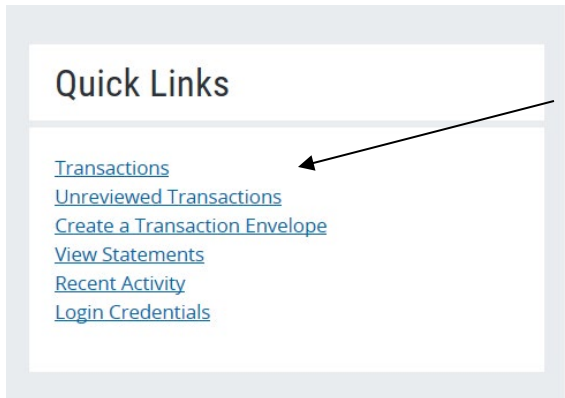 Quick Links
Transactions
Unreviewed Transactions
Create a Transaction Envelope
View Statements
Recent Activity
Login Credentials